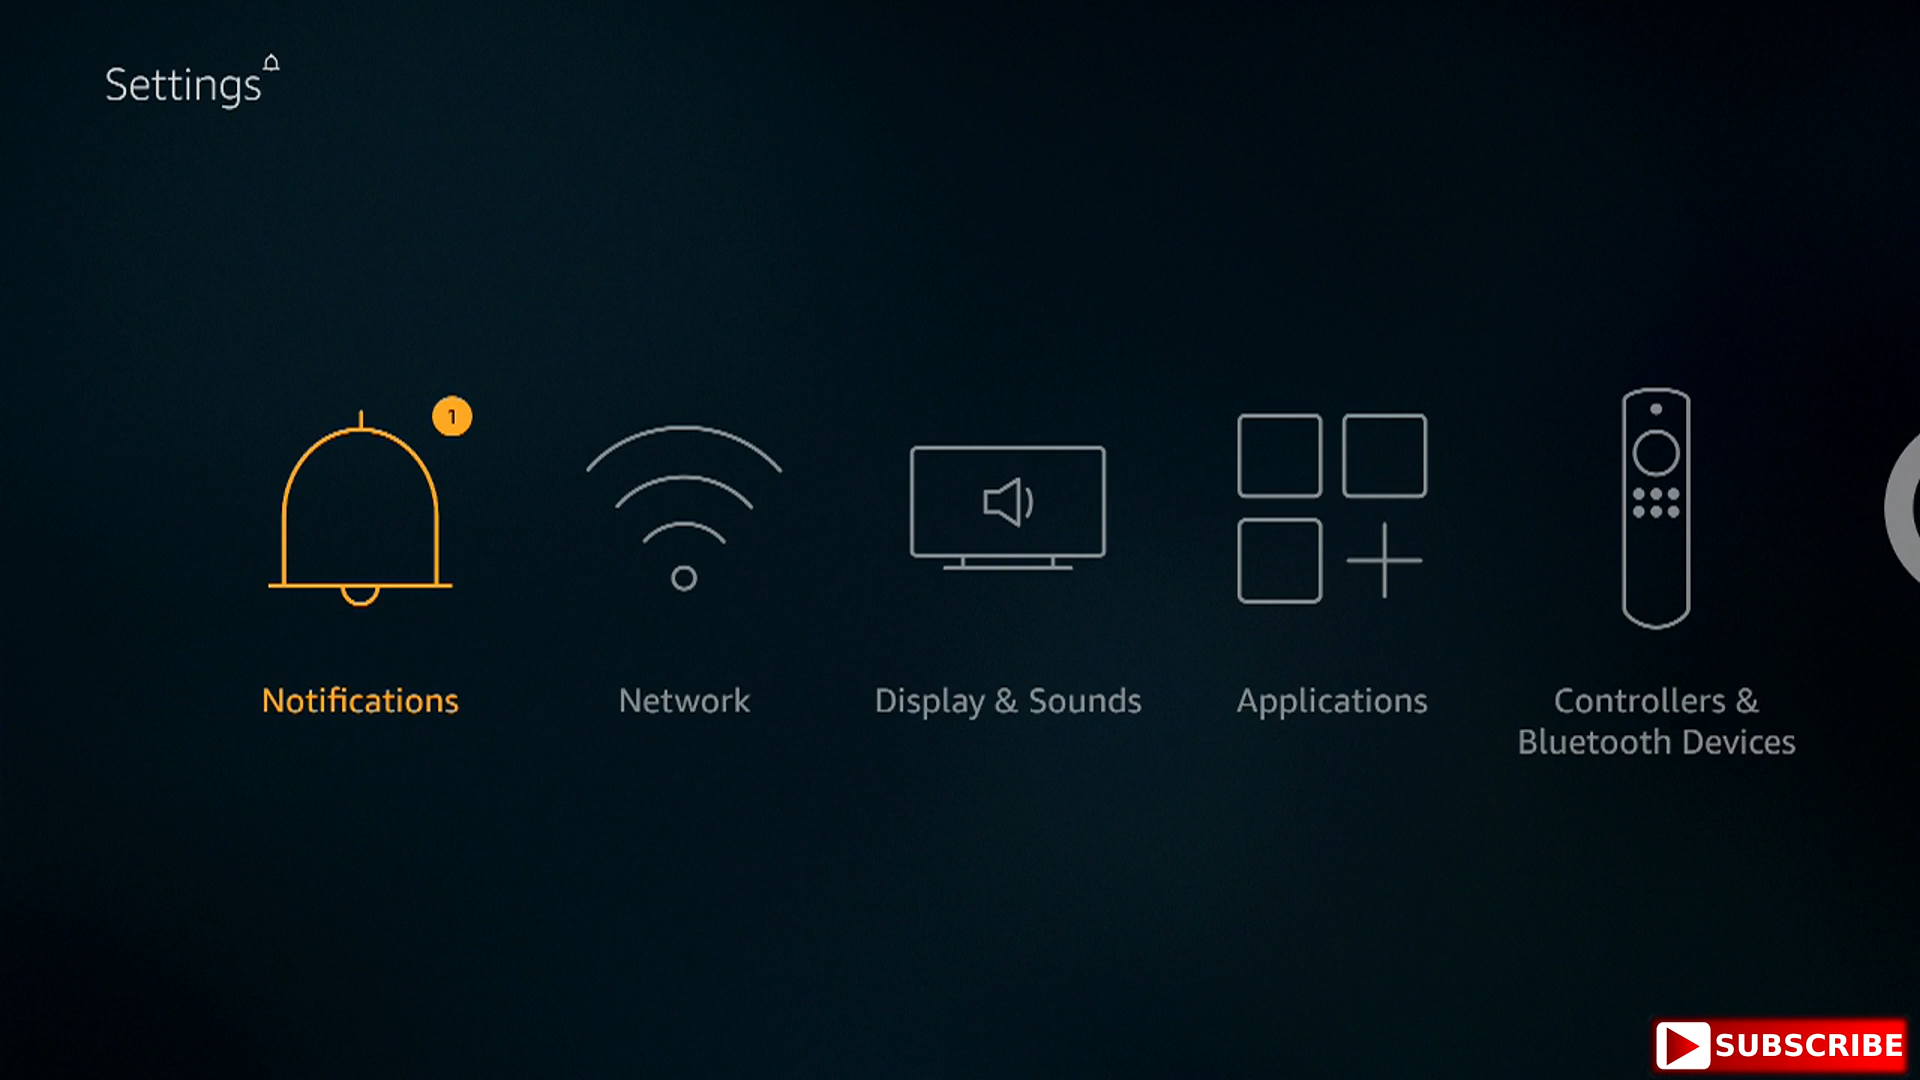 Settings
1
Notifications
Network
Display & Sounds
Applications
Controllers &
Bluetooth Devices
SUBSCRIBE